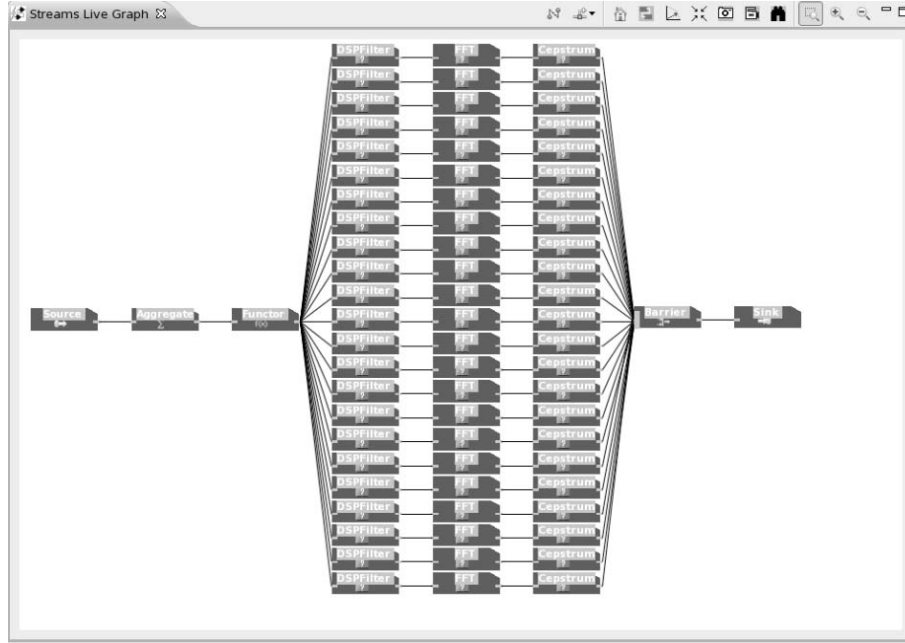 Streams Live Graph
DSPFilter FFT Cepstrum
DSPFilter FFT Cepstrum
DSPFilter FFT Cepstrum
DSPFilter FFT Cepstrum
DSPFilter FFT Cepstrum
DSPFilter FFT Cepstrum
DSPFilter FFT Cepstrum
DSPFilter FFT Cepstrum
DSPFilter FFT Cepstrum
DSPFilter FFT Cepstrum
DSPFilter FFT Cepstrum
Source Aggregate Functor DSPFilter FFT Cepstrum Barrier Sink
Σ f(x)
DSPFilter FFT Cepstrum
DSPFilter FFT Cepstrum
DSPFilter FFT Cepstrum
DSPFilter FFT Cepstrum
DSPFilter FFT Cepstrum
DSPFilter FFT Cepstrum
DSPFilter FFT Cepstrum
DSPFilter FFT Cepstrum
DSPFilter FFT Cepstrum
DSPFilter FFT Cepstrum
DSPFilter FFT Cepstrum